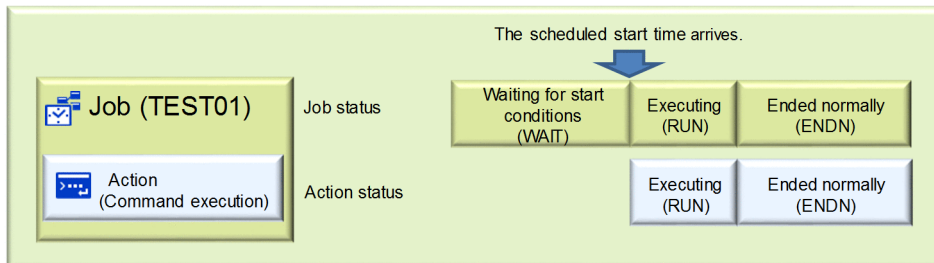 The scheduled start time arrives.
Job (TEST01)
Job status
Waiting for start
conditions
(WAIT)
Executing
(RUN)
Ended normally
(ENDN)
Action
(Command execution)
Action status
Executing
(RUN)
Ended normally
(ENDN)